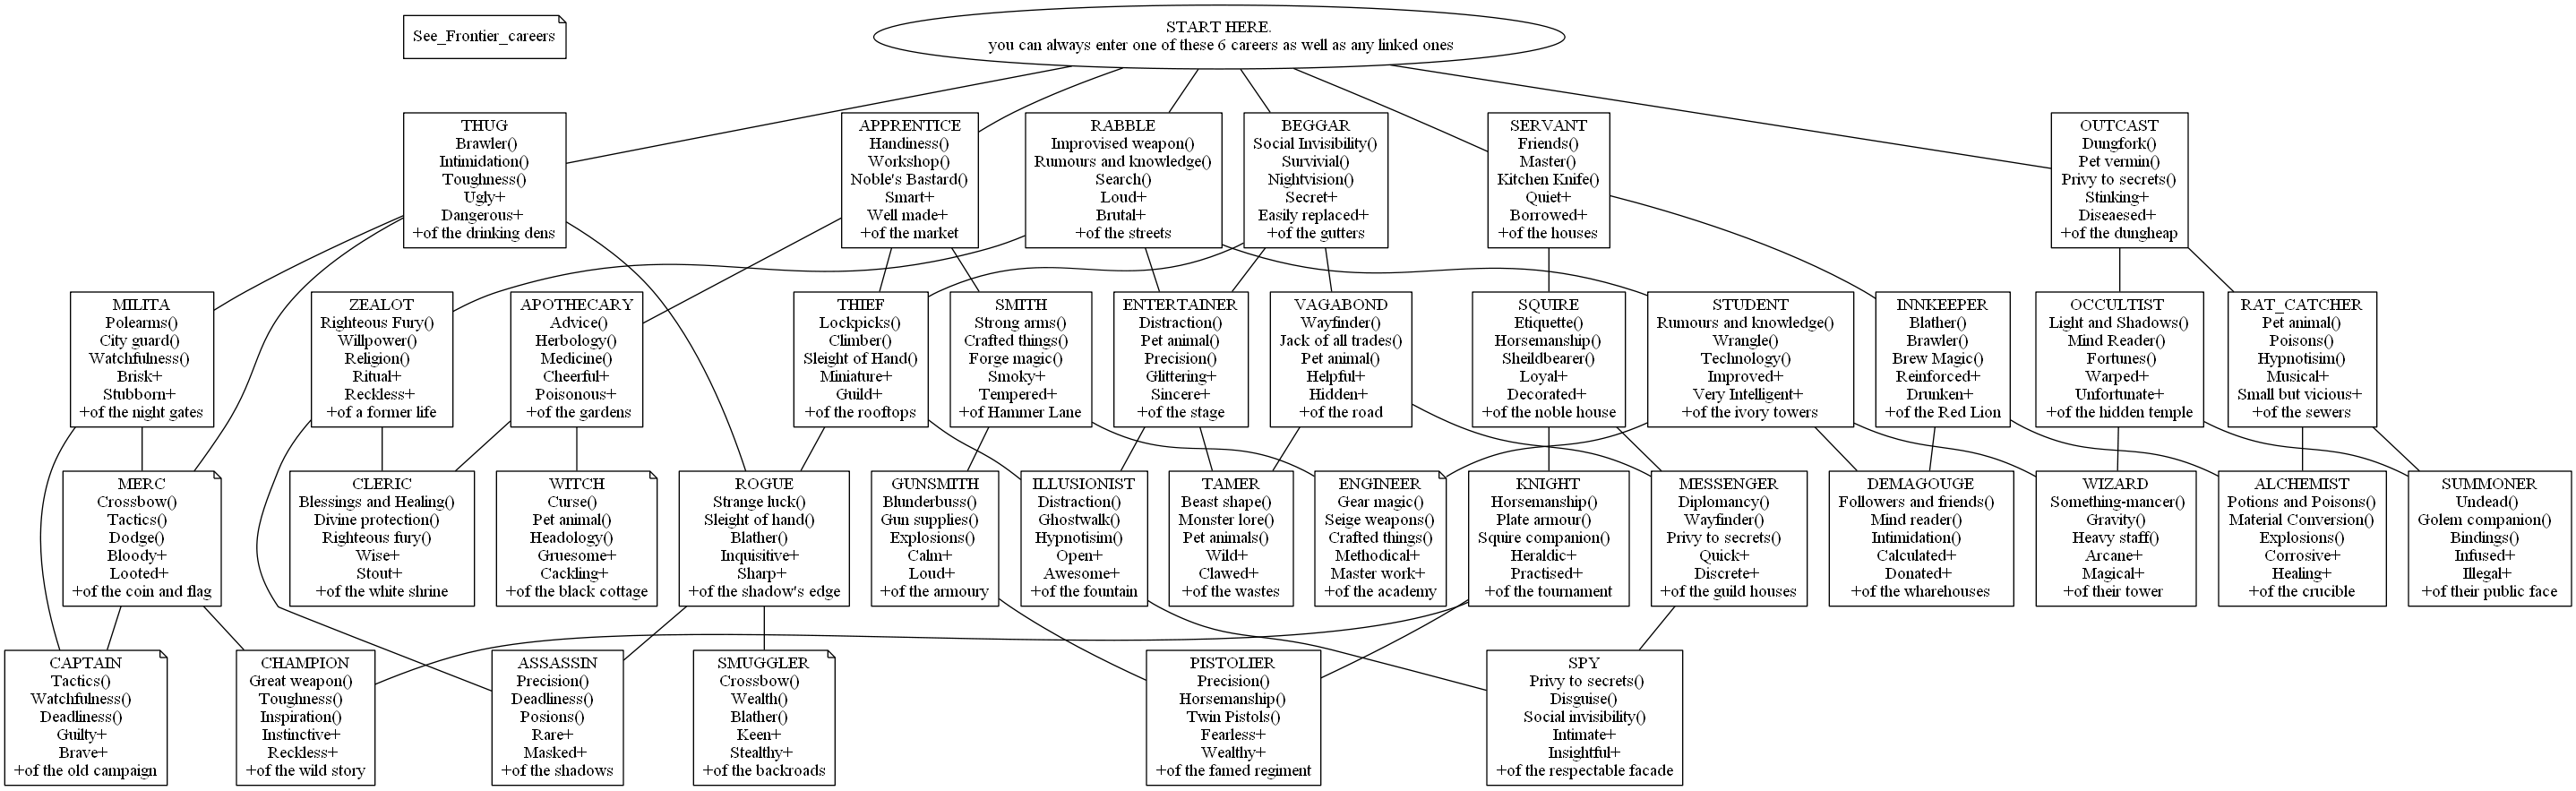 See_Frontier_careers
START HERE.
you can always enter one of these 6 careers as well as any linked ones
THUG
Brawler()
Intimidation()
Toughness()
Ugly+
Dangerous+
+of the drinking dens
APPRENTICE
Handiness()
Workshop()
Noble's Bastard()
Smart+
Well made+
+of the market
RABBLE
Improvised weapon()
Rumours and knowledge()
Search()
Loud+
Brutal+
+of the streets
BEGGAR
Social Invisibility()
Survivial()
Nightvision()
Secret+
Easily replaced+
+of the gutters
SERVANT
Friends()
Master()
Kitchen Knife()
Quiet+
Borrowed+
+of the houses
OUTCAST
Dungfork()
Pet vermin()
Privy to secrets()
Stinking+
Diseaesed+
+of the dungheap
MILITA
Polearms()
City guard()
Watchfulness()
Brisk+
Stubborn+
+of the night gates
ZEALOT
Righteous Fury()
Willpower()
Religion()
Ritual+
Reckless+
+of a former life
APOTHECARY
Advice()
Herbology()
Medicine()
Cheerful+
Poisonous+
+of the gardens
THIEF
Lockpicks()
Climber()
Sleight of Hand()
Miniature+
Guild+
+of the rooftops
SMITH
Strong arms()
Crafted things()
Forge magic()
Smoky+
Tempered+
+of Hammer Lane
ENTERTAINER
Distraction()
Pet animal()
Precision()
Glittering+
Sincere+
+of the stage
VAGABOND
Wayfinder()
Jack of all trades()
Pet animal()
Helpful+
Hidden+
+of the road
SQUIRE
Etiquette()
Horsemanship()
Sheildbearer()
Loyal+
Decorated+
+of the noble house
STUDENT
Rumours and knowledge()
Wrangle()
Technology()
Improved+
Very Intelligent+
+of the ivory towers
INNKEEPER
Blather()
Brawler()
Brew Magic()
Reinforced+
Drunken+
+of the Red Lion
OCCULTIST
Light and Shadows()
Mind Reader()
Fortunes()
Warped+
Unfortunate+
+of the hidden temple
RAT_CATCHER
Pet animal()
Poisons()
Hypnotisim()
Musical+
Small but vicious+
+of the sewers
MERC
Crossbow()
Tactics()
Dodge()
Bloody+
Looted+
+of the coin and flag
CLERIC
Blessings and Healing()
Divine protection()
Righteous fury()
Wise+
Stout+
+of the white shrine
WITCH
Curse()
Pet animal()
Headology()
Gruesome+
Cackling+
+of the black cottage
ROGUE
Strange luck()
Sleight of hand()
Blather()
Inquisitive+
Sharp+
+of the shadow's edge
GUNSMITH
Blunderbuss()
Gun supplies()
Explosions()
Calm+
Loud+
+of the armoury
ILLUSIONIST
Distraction()
Ghostwalk()
Hypnotisim()
Open+
Awesome+
+of the fountain
TAMER
Beast shape()
Monster lore()
Pet animals()
Wild+
Clawed+
+of the wastes
ENGINEER
Gear magic()
Seige weapons()
Crafted things()
Methodical+
Master work+
+of the academy
KNIGHT
Horsemanship()
Plate armour()
Squire companion()
Heraldic+
Practised+
+of the tournament
MESSENGER
Diplomancy()
Wayfinder()
Privy to secrets()
Quick+
Discrete+
+of the guild houses
DEMAGOUGE
Followers and friends()
Mind reader()
Intimidation()
Calculated+
Donated+
+of the wharehouses
WIZARD
Something-mancer()
Gravity()
Heavy staff()
Arcane+
Magical+
+of their tower
ALCHEMIST
Potions and Poisons()
Material Conversion()
Explosions()
Corrosive+
Healing+
+of the crucible
SUMMONER
Undead()
Golem companion()
Bindings()
Infused+
Illegal+
+of their public face
CAPTAIN
Tactics()
Watchfulness()
Deadliness()
Guilty+
Brave+
+of the old campaign
CHAMPION
Great weapon()
Toughness()
Inspiration()
Instinctive+
Reckless+
+of the wild story
ASSASSIN
Precision()
Deadliness()
Posions()
Rare+
Masked+
+of the shadows
SMUGGLER
Crossbow()
Wealth()
Blather()
Keen+
Stealthy+
+of the backroads
PISTOLIER
Precision()
Horsemanship()
Twin Pistols()
Fearless+
Wealthy+
+of the famed regiment
SPY
Privy to secrets()
Disguise()
Social invisibility()
Intimate+
Insightful+
+of the respectable facade